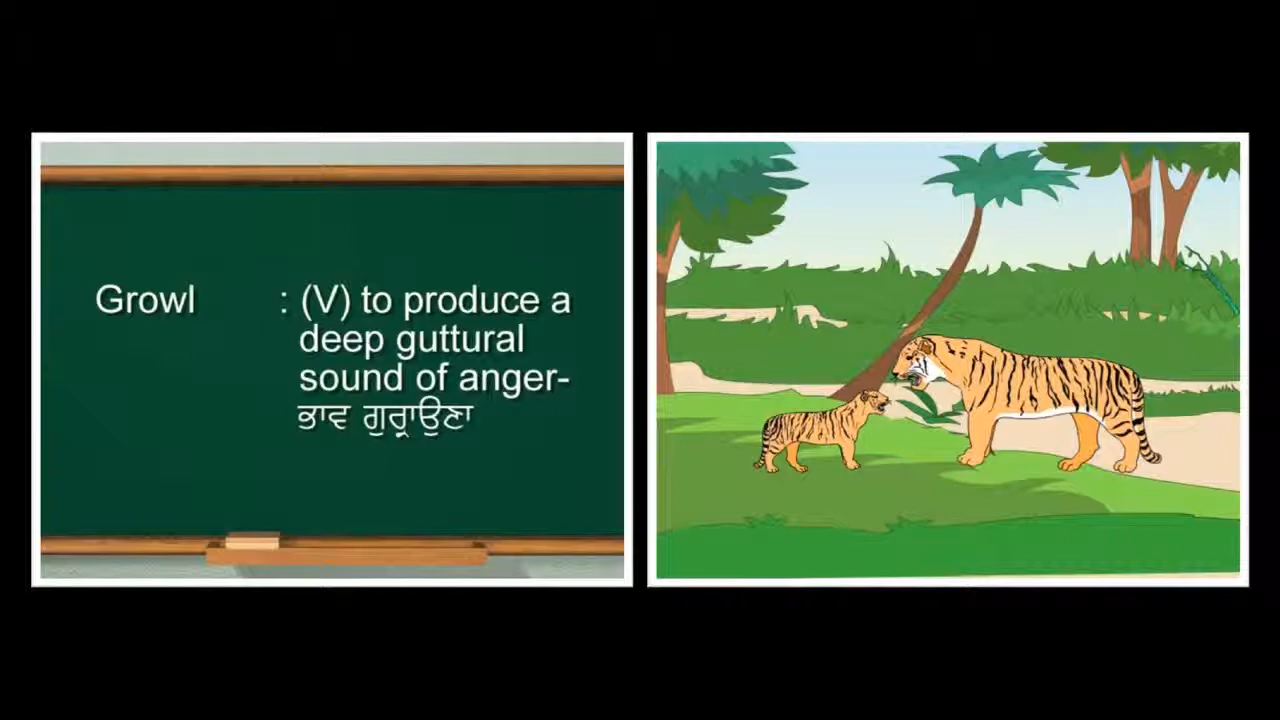 Growl : (V) to produce a
deep guttural
sound of anger-
ਭਾਵ ਗੁਰ੍ਰਾਉਣਾ